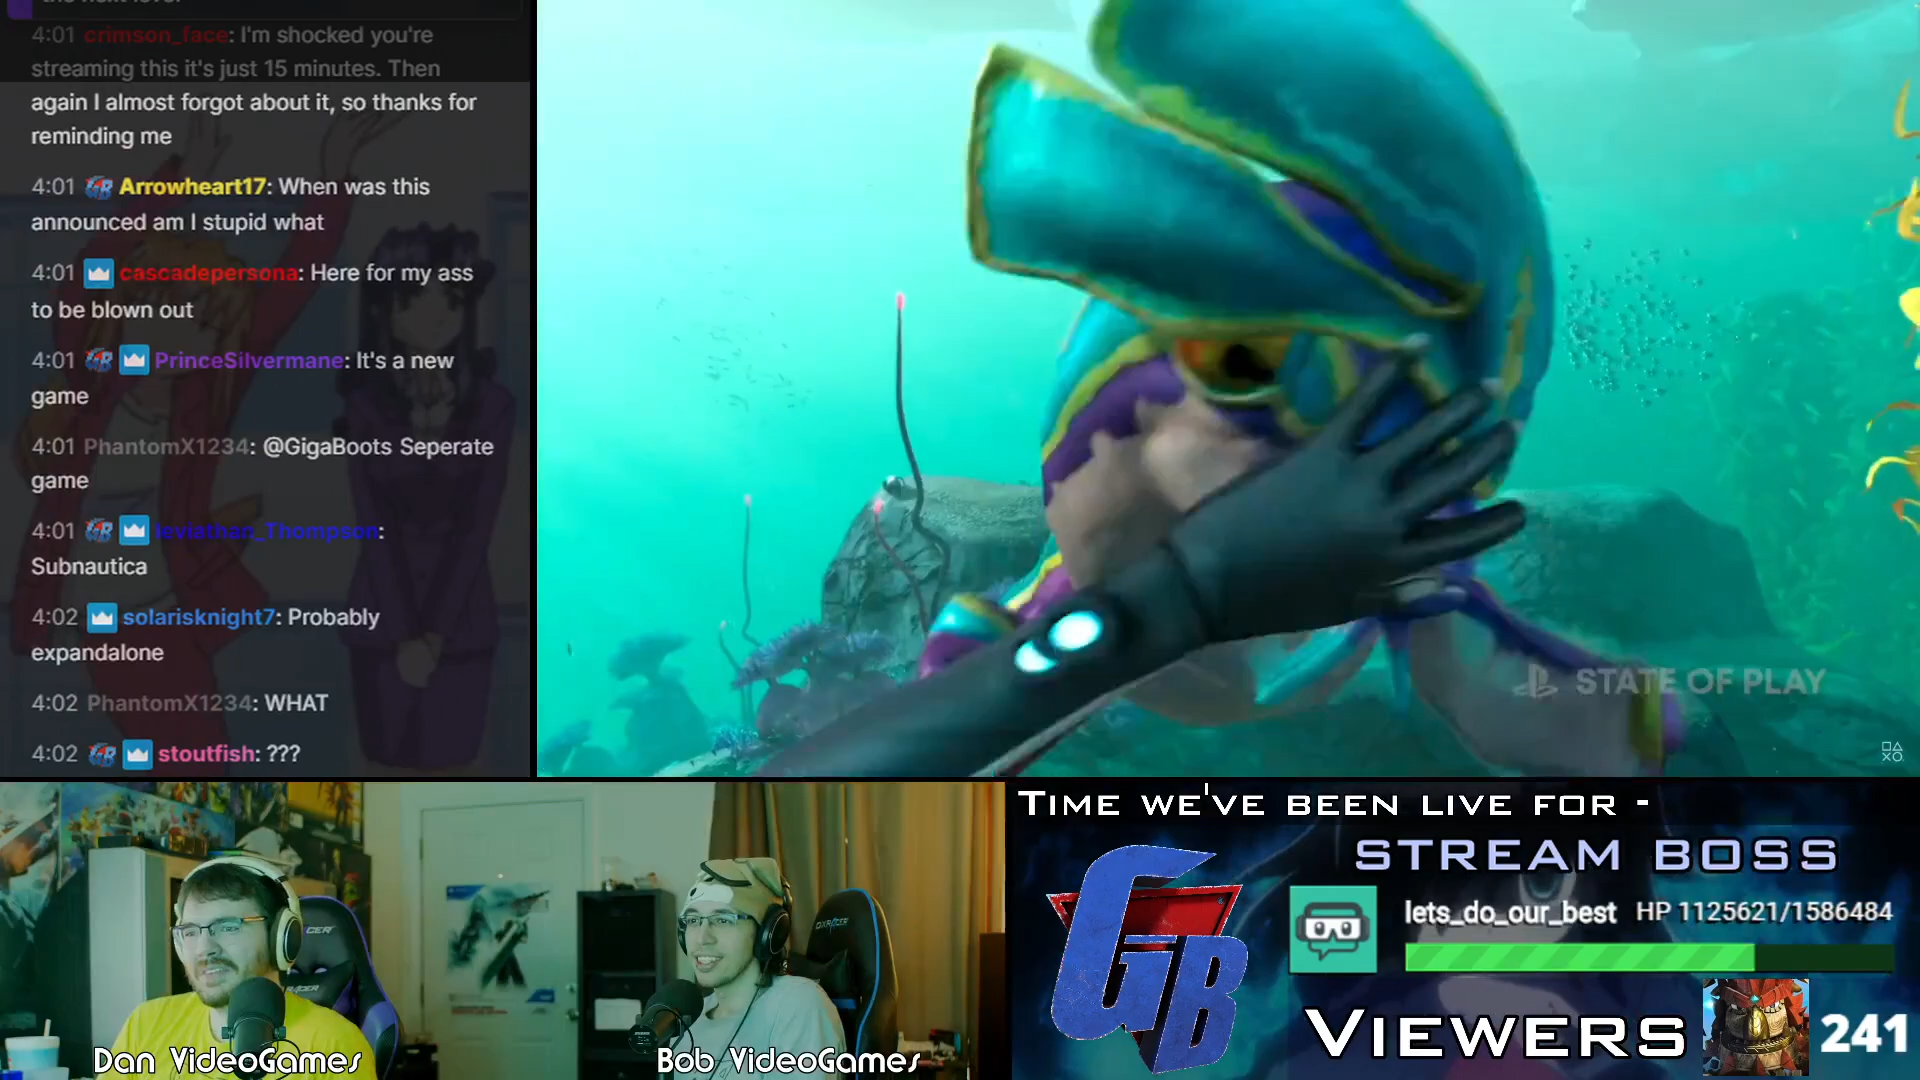 4:01 crimson_face: I'm shocked you're
streaming this it's just 15 minutes. Then
again I almost forgot about it, so thanks for
reminding me
4:01 Arrowheart17: When was this
announced am I stupid what
4:01 cascadepersona: Here for my ass
to be blown out
4:01 PrinceSilvermane: It's a new
game
4:01 PhantomX1234: @GigaBoots Seperate
game
4:01 leviathan_Thompson:
Subnautica
4:02 solarisknight7: Probably
expandalone
4:02 PhantomX1234: WHAT
4:02 stoutfish: ???
STATE OF PLAY
TIME WE'VE BEEN LIVE FOR -
STREAM BOSS
lets_do_our_best HP 1125621/1586484
GB
VIEWERS 241
Dan VideoGames
Bob VideoGames